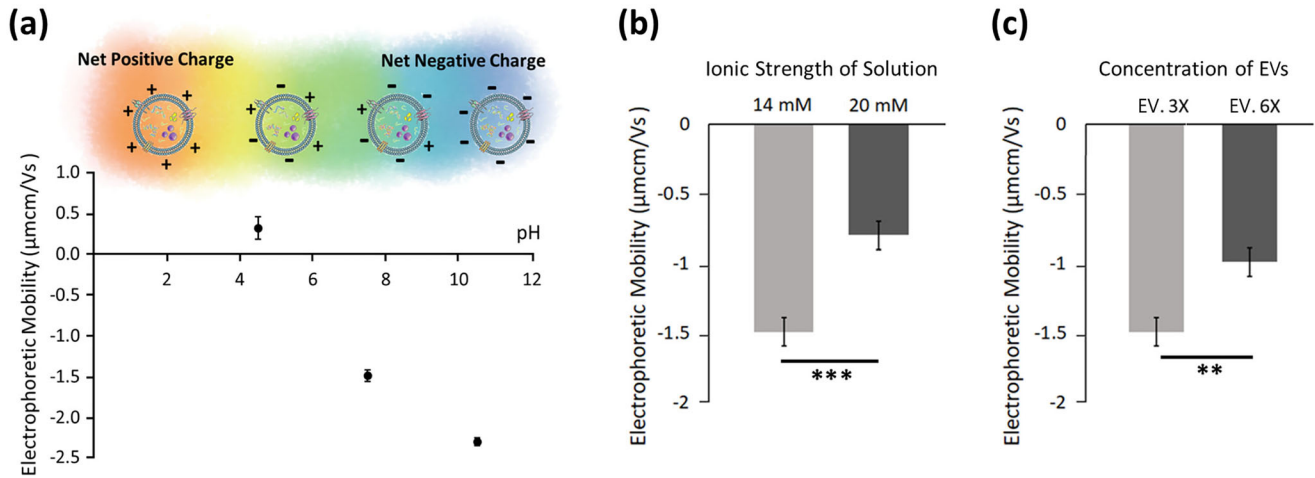 (a)
Net Positive Charge
Net Negative Charge
Electrophoretic Mobility (μmcm/Vs)
1.0
0.5
0.0
-0.5
-1.0
-1.5
-2.0
-2.5
pH
2 4 6 8 10 12
(b)
Ionic Strength of Solution
14 mM 20 mM
Electrophoretic Mobility (μmcm/Vs)
0
-0.5
-1
-1.5
-2
***
(c)
Concentration of EVs
EV. 3X EV. 6X
Electrophoretic Mobility (μmcm/Vs)
0
-0.5
-1
-1.5
-2
**